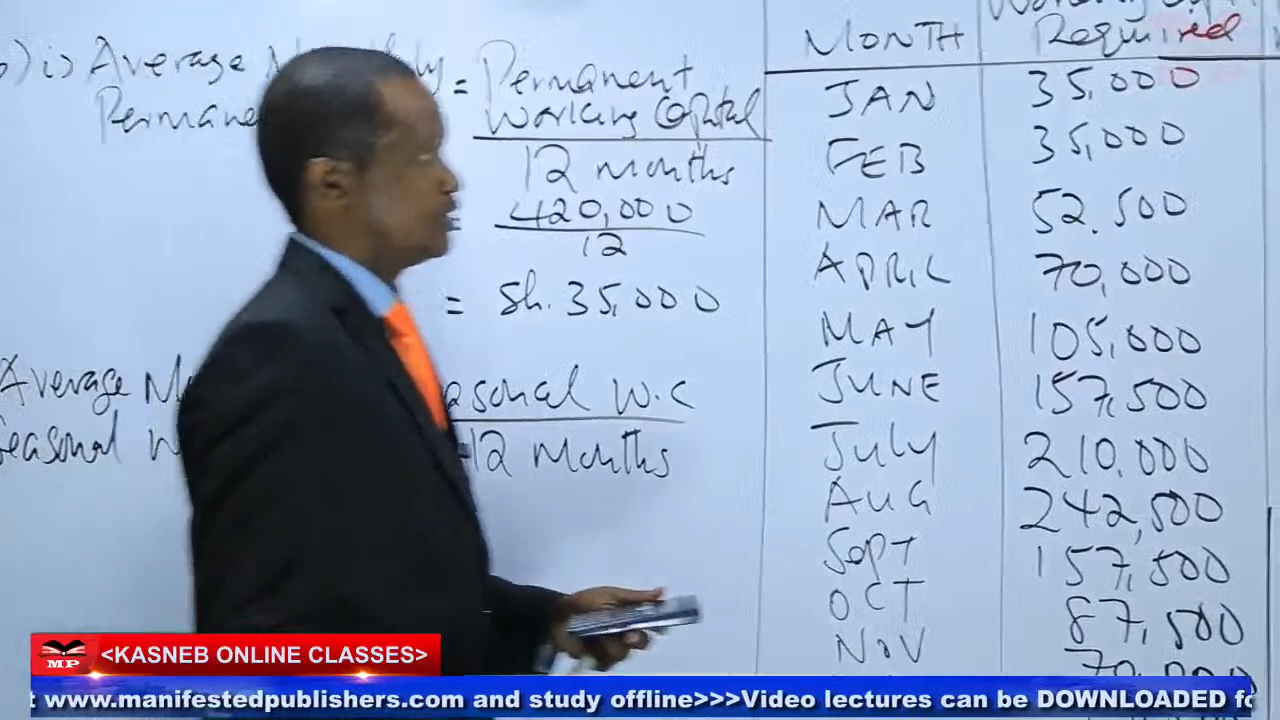 i) Average
Permane
= Permanent
Working Capital
12 months
= 420,000
12
= Sh. 35,000
Average M
Seasonal W
asonal W.C
12 Months
MONTH Required
JAN 35,000
FEB 35,000
MAR 52.500
APRIL 70,000
MAY 105,000
JUNE 157,500
July 210,000
AUG 242,500
Sept 157,500
OCT 87,500
NOV
MP
<KASNEB ONLINE CLASSES>
www.manifestedpublishers.com and study offline>>>Video lectures can be DOWNLOADED fo